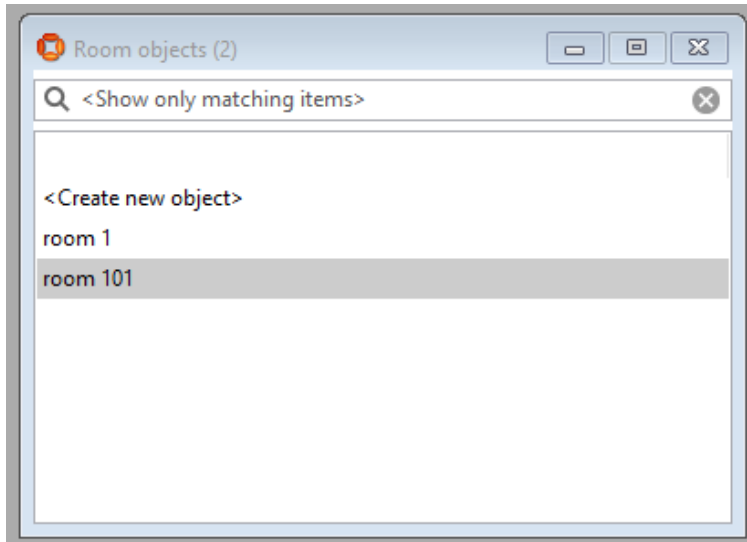 Room objects (2)
<Show only matching items>
<Create new object>
room 1
room 101